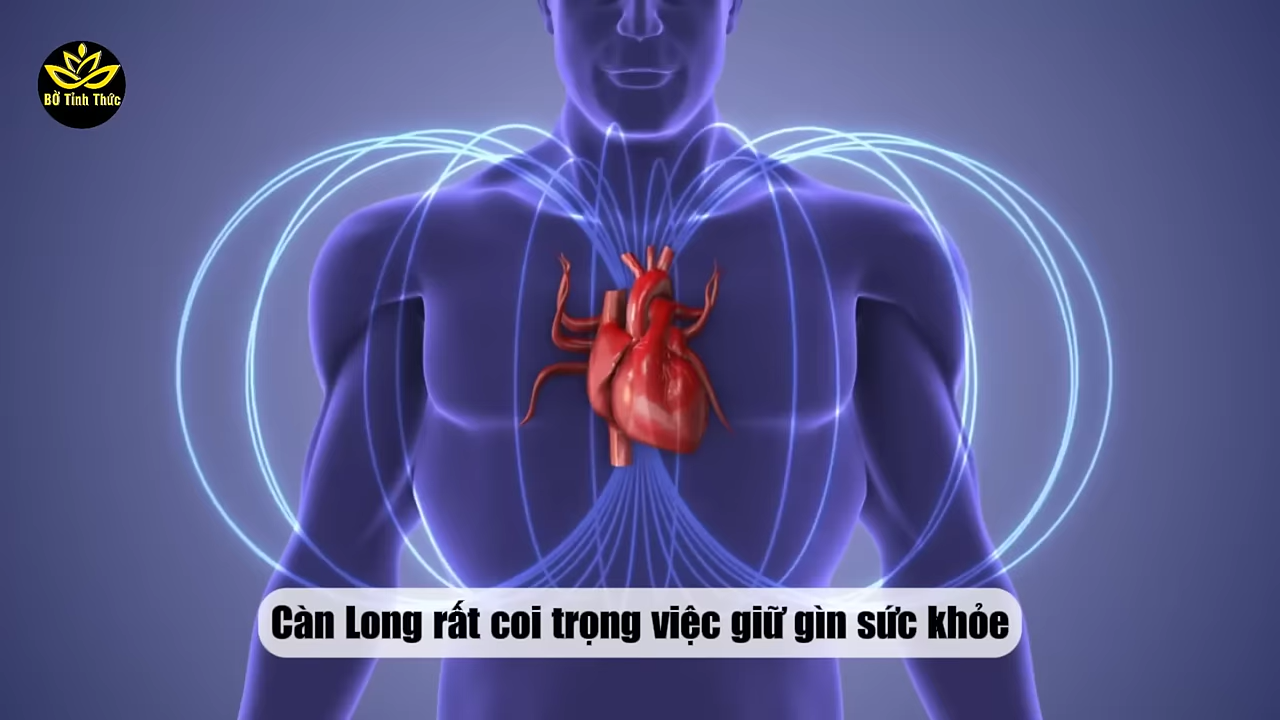 BỜ Tỉnh Thức
Càn Long rất coi trọng việc giữ gìn sức khỏe